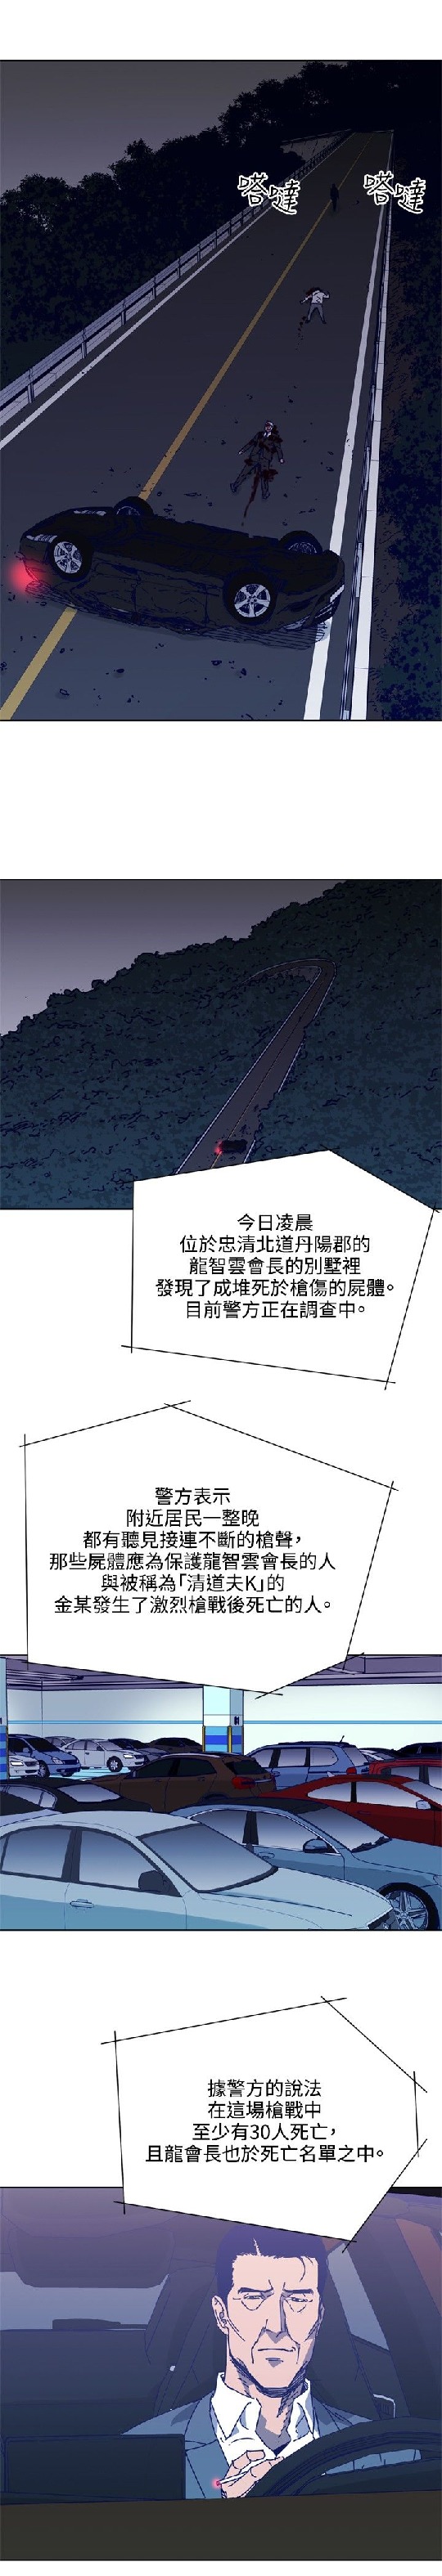 嗒噠
嗒噠
今日凌晨
位於忠清北道丹陽郡的
龍智雲會長的別墅裡
發現了成堆死於槍傷的屍體。
目前警方正在調查中。
警方表示
附近居民一整晚
都有聽見接連不斷的槍聲，
那些屍體應為保護龍智雲會長的人
與被稱為「清道夫K」的
金某發生了激烈槍戰後死亡的人。
據警方的說法
在這場槍戰中
至少有30人死亡，
且龍會長也於死亡名單之中。